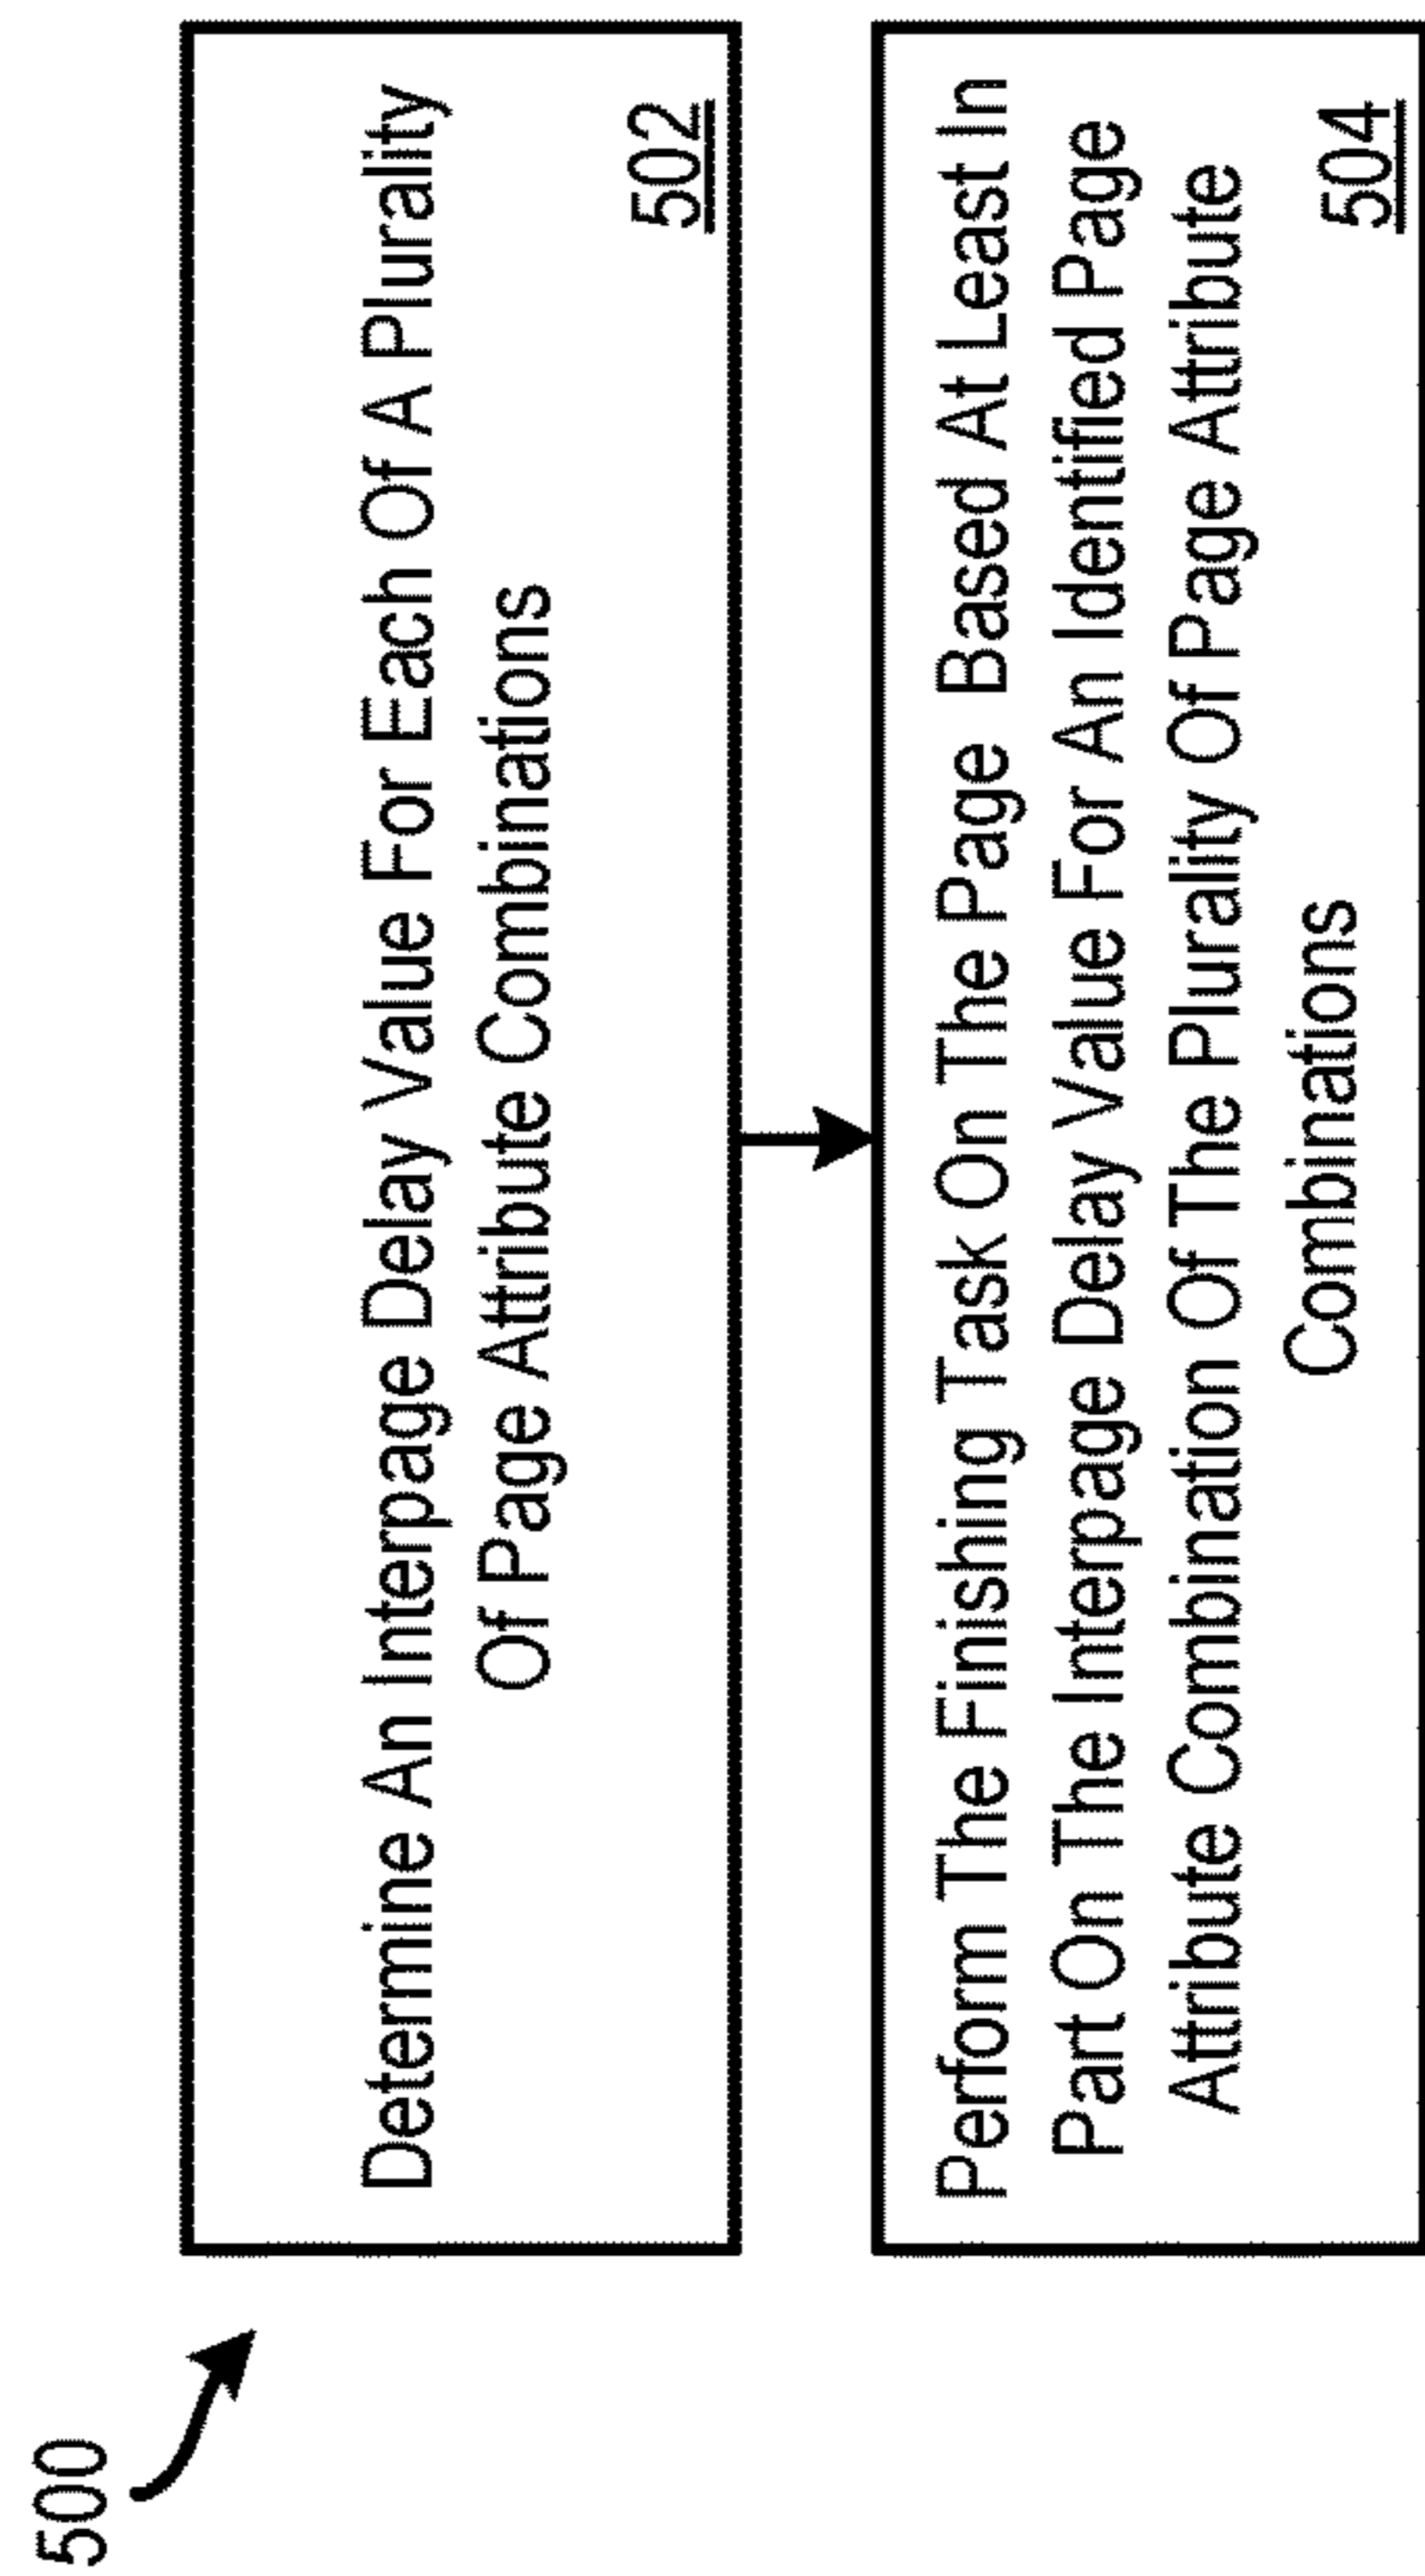 500
Determine An Interpage Delay Value For Each Of A Plurality
Of Page Attribute Combinations
502
Perform The Finishing Task On The Page Based At Least In
Part On The Interpage Delay Value For An Identified Page
Attribute Combination Of The Plurality Of Page Attribute
Combinations
504